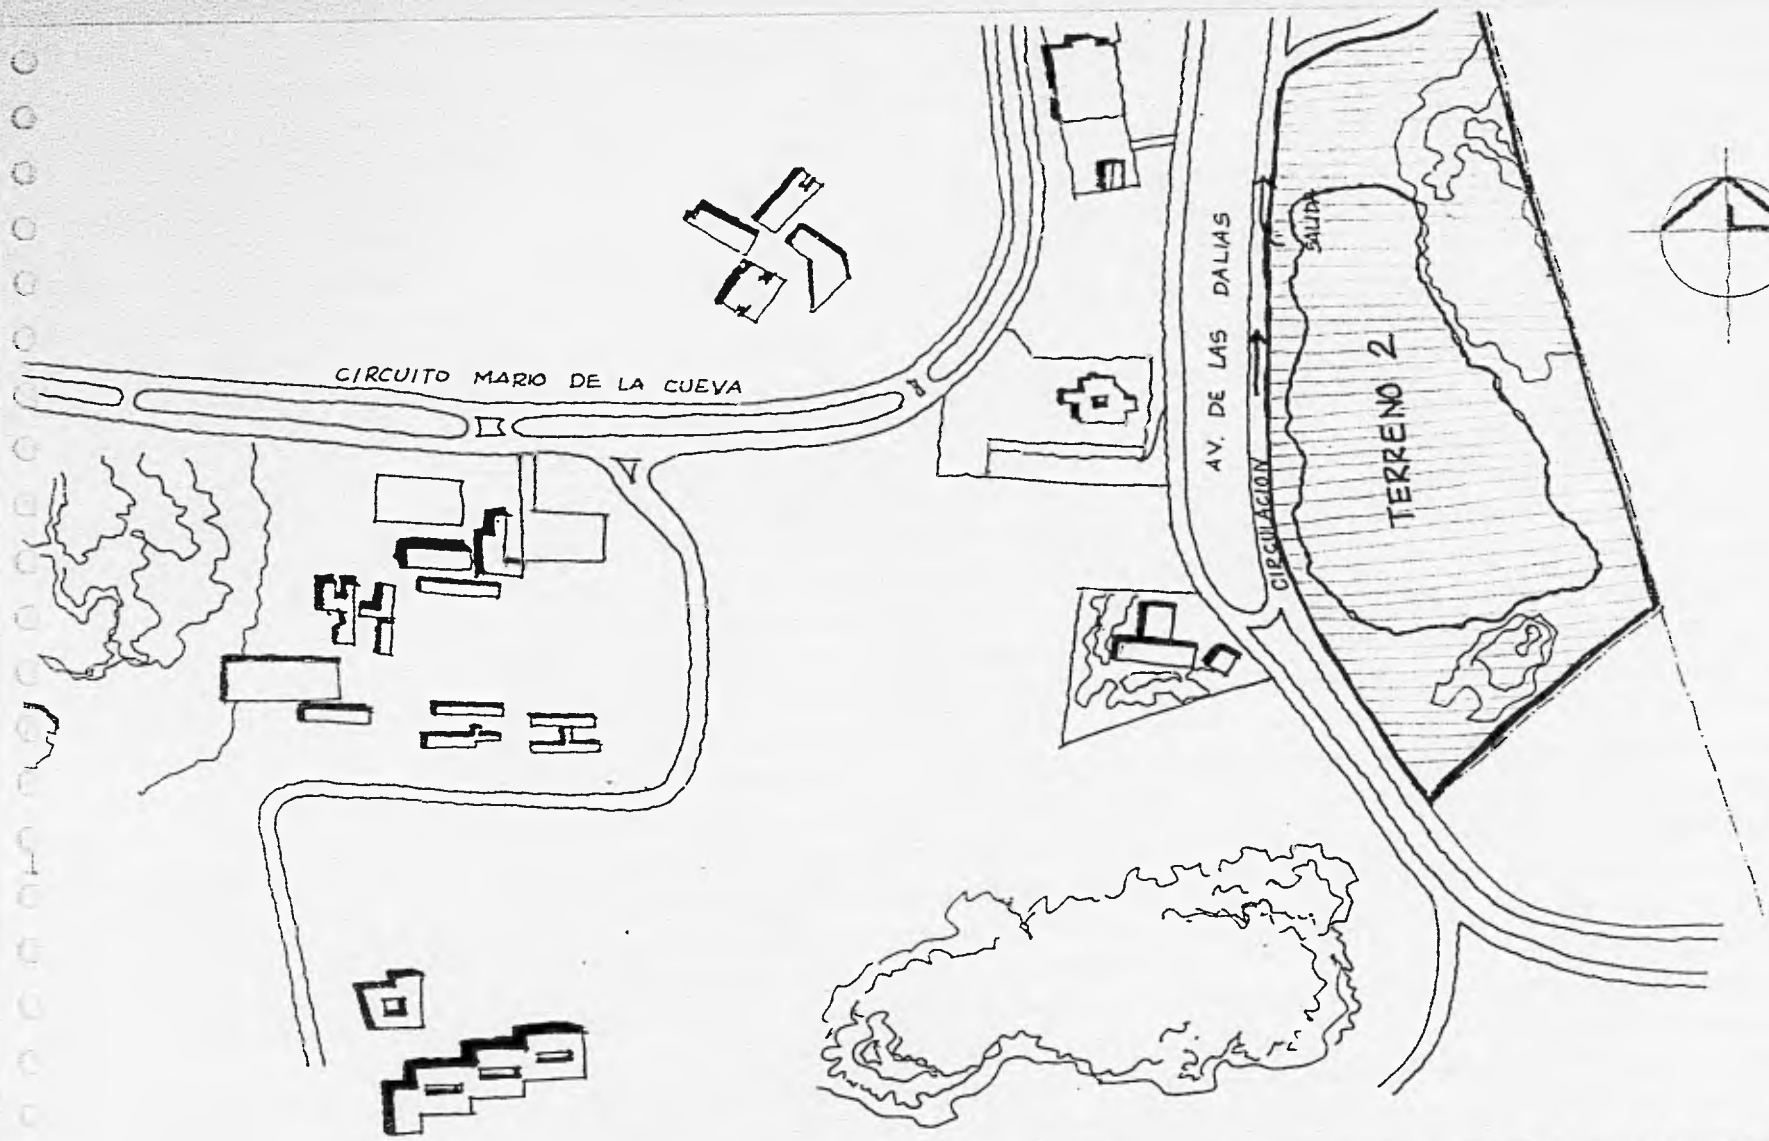 CIRCUITO MARIO DE LA CUEVA
AV. DE LAS DALIAS
CIRCULACION
SALIDA
TERRENO 2